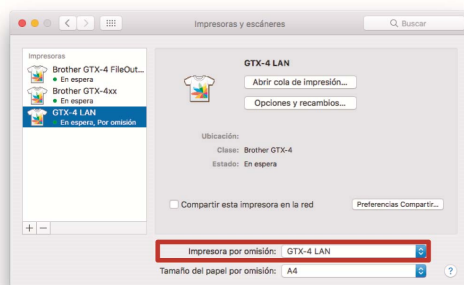 Impresoras y escáneres
Buscar
Impresoras
Brother GTX-4 FileOut...
En espera
Brother GTX-4xx
En espera
GTX-4 LAN
En espera, Por omisión
GTX-4 LAN
Abrir cola de impresión...
Opciones y recambios...
Ubicación:
Clase: Brother GTX-4
Estado: En espera
Compartir esta impresora en la red
Preferencias Compartir...
+ −
Impresora por omisión: GTX-4 LAN
Tamaño del papel por omisión: A4
?